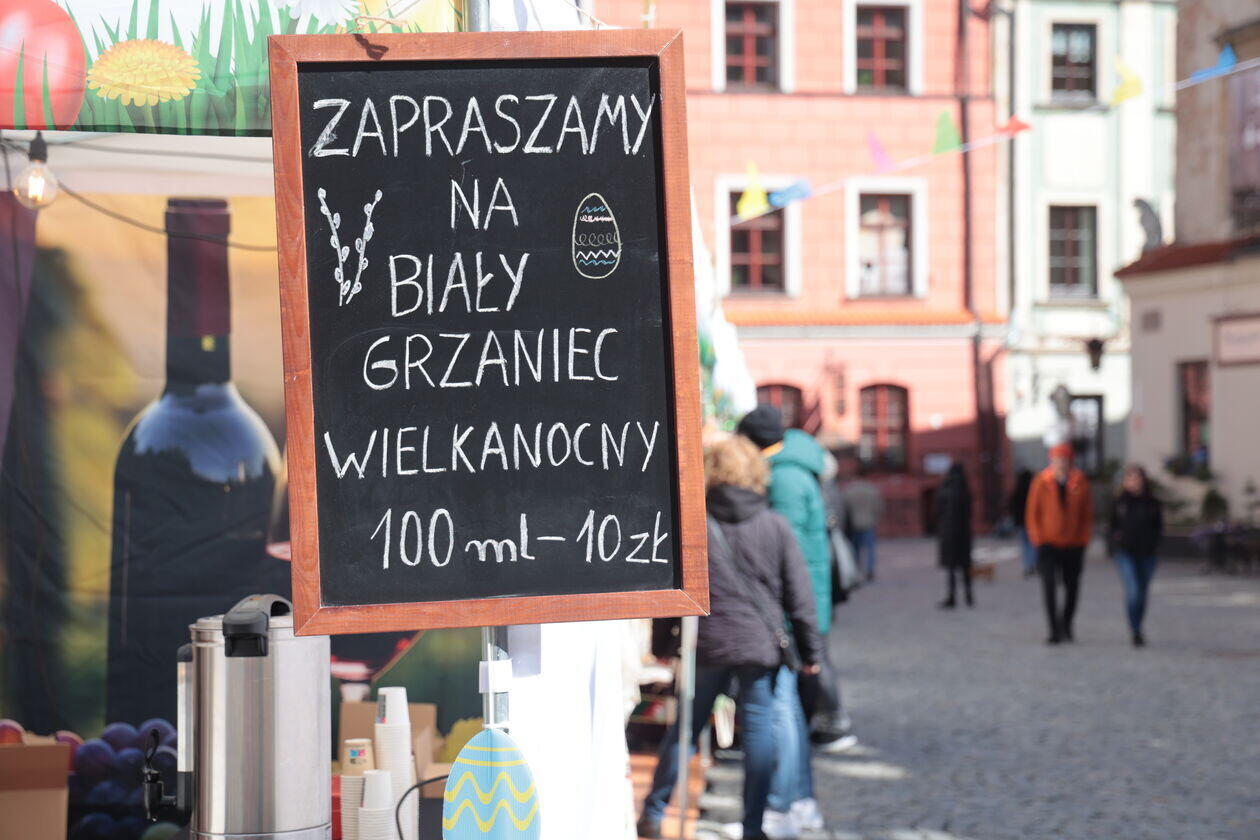 ZAPRASZAMY
NA
BIAŁY
GRZANIEC
WIELKANOCNY
100 ml - 10 zł